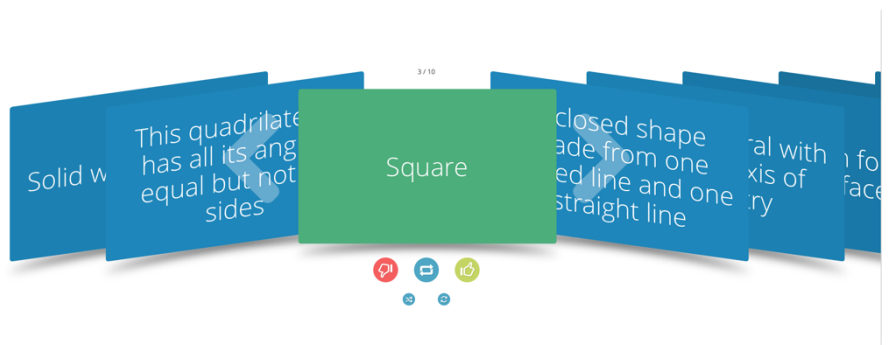 3 / 10
Solid w
This quadrilate
has all its ang
equal but not
sides
Square
closed shape
ade from one
ed line and one
straight line
al with
xis of
ry
n fo
face